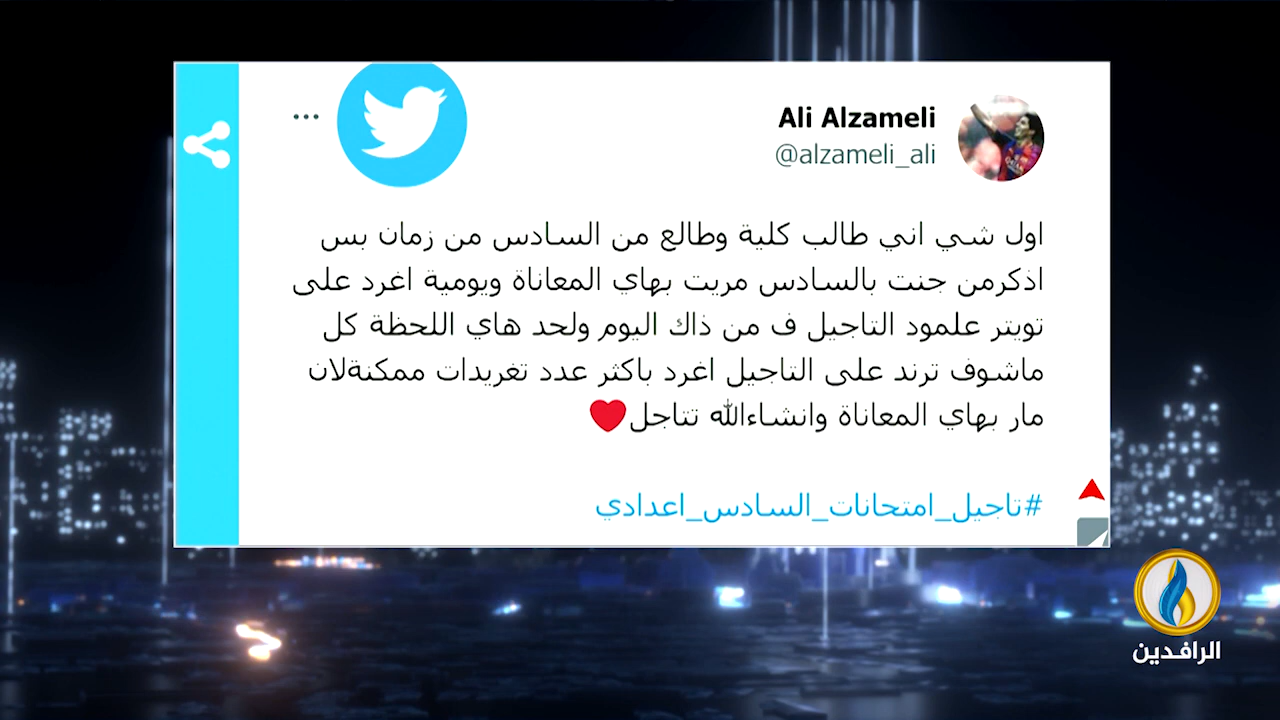 Ali Alzameli
@alzameli_ali
اول شي اني طالب كلية وطالع من السادس من زمان بس
اذكرمن جنت بالسادس مريت بهاي المعاناة ويومية اغرد على
تويتر علمود التاجيل ف من ذاك اليوم ولحد هاي اللحظة كل
ماشوف ترند على التاجيل اغرد باكثر عدد تغريدات ممكنةلان
مار بهاي المعاناة وانشاءالله تتاجل❤
#تاجيل_امتحانات_السادس_اعدادي
الرافدين